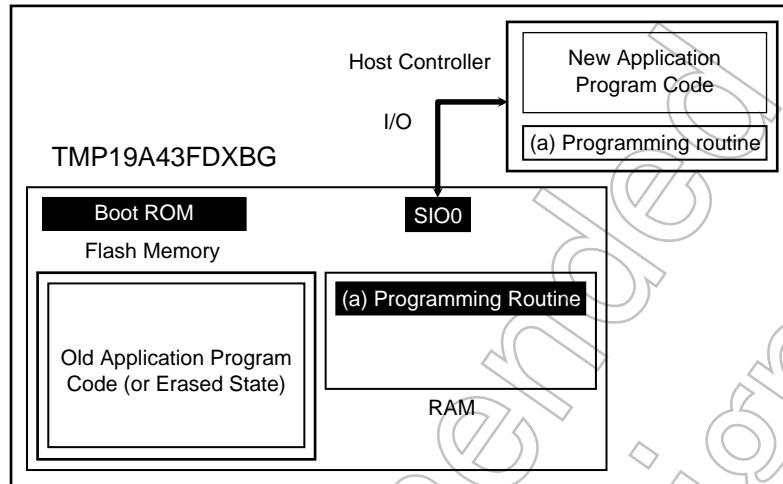 Host Controller
New Application
Program Code
I/O
(a) Programming routine
TMP19A43FDXBG
Boot ROM
SIO0
Flash Memory
(a) Programming Routine
Old Application Program
Code (or Erased State)
RAM